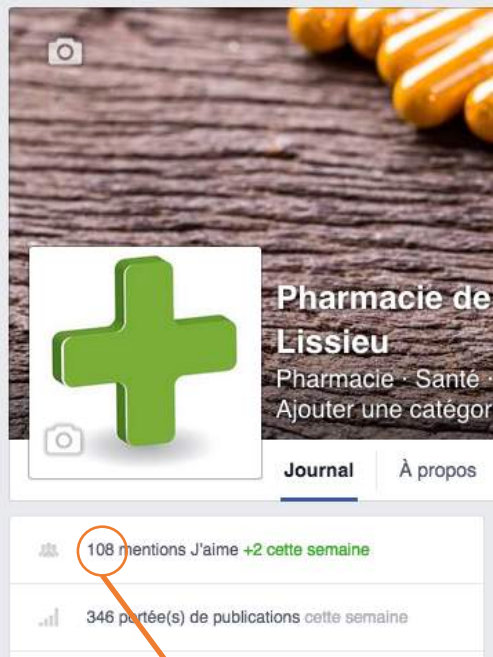 Pharmacie de
Lissieu
Pharmacie · Santé ·
Ajouter une catégor
Journal À propos
108 mentions J'aime +2 cette semaine
346 portée(s) de publications cette semaine